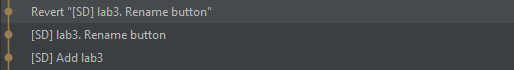 Revert "[SD] lab3. Rename button"
[SD] lab3. Rename button
[SD] Add lab3